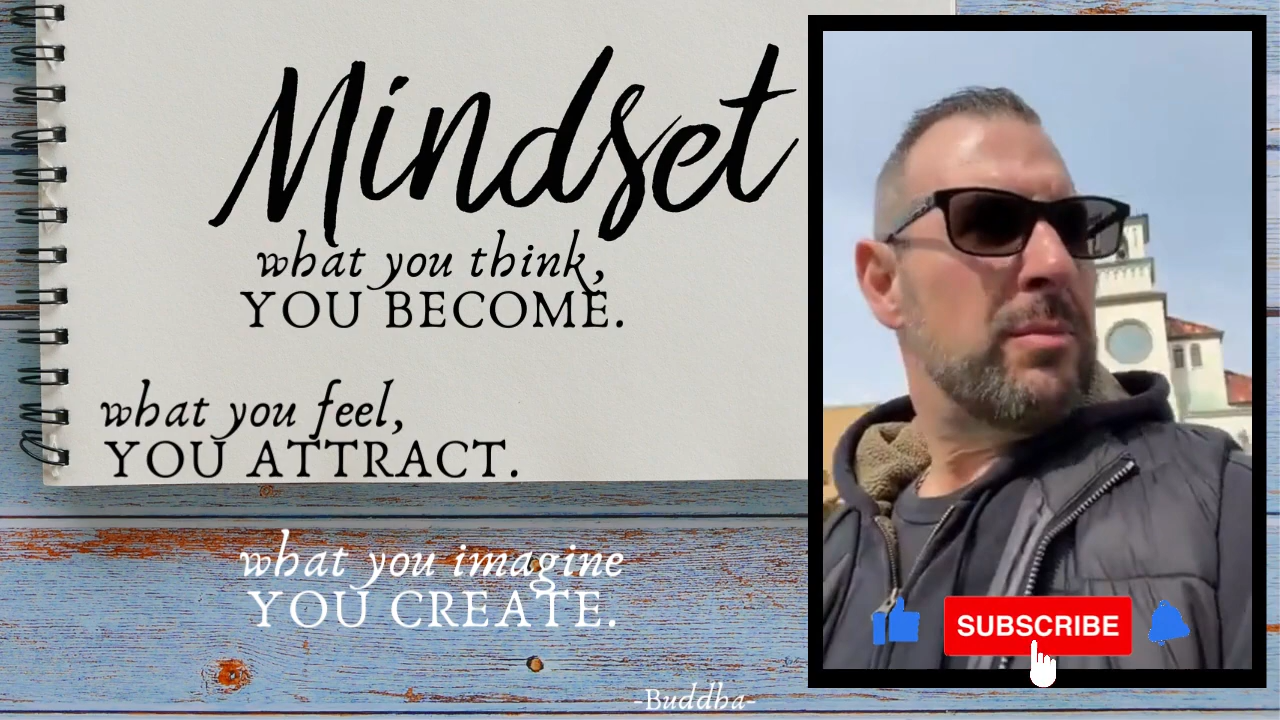 Mindset
what you think,
YOU BECOME.
what you feel,
YOU ATTRACT.
what you imagine
YOU CREATE.
-Buddha-
SUBSCRIBE